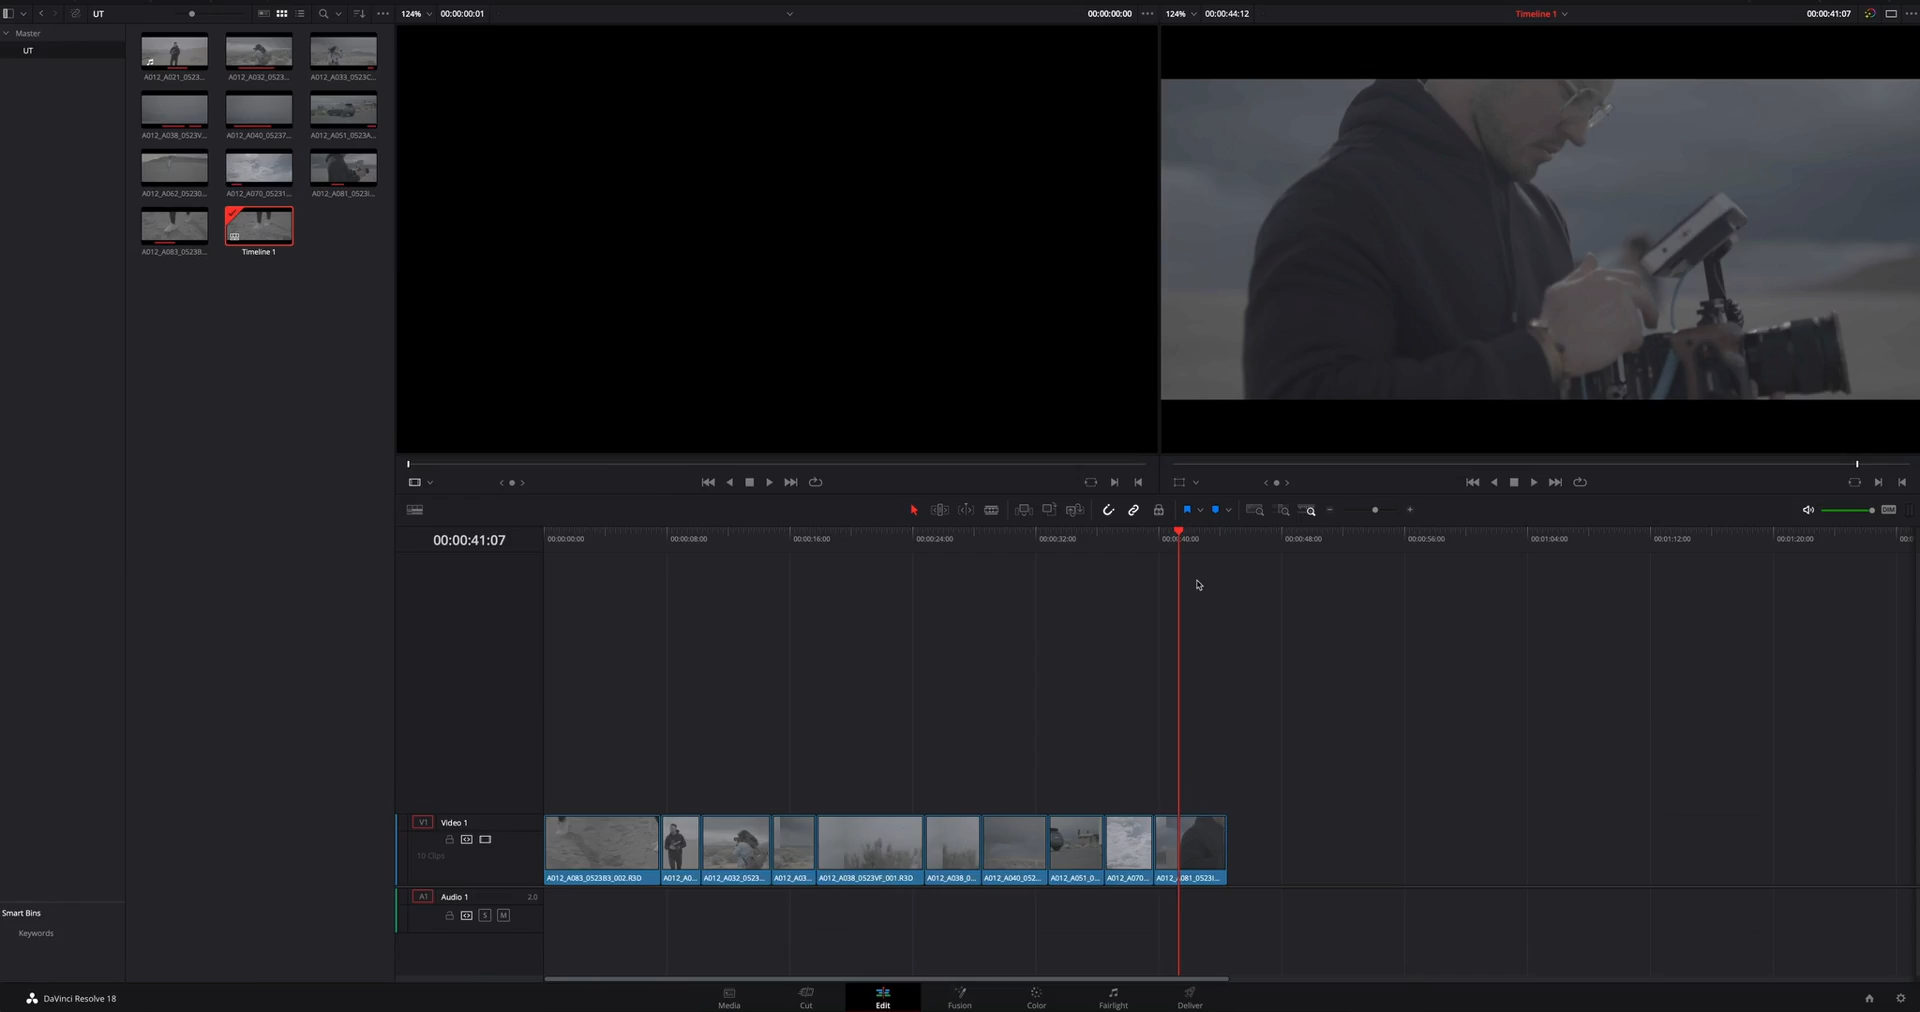 UT
124%
00:00:00:01
00:00:00:00
124%
00:00:44:12
Timeline 1
00:00:41:07
Master
UT
A012_A021_0523...
A012_A032_0523...
A012_A033_0523C...
A012_A038_0523V...
A012_A040_05237...
A012_A051_0523A...
A012_A062_05230...
A012_A070_05231...
A012_A081_0523I...
A012_A083_0523B...
Timeline 1
DIM
00:00:41:07
00:00:00:00
00:00:08:00
00:00:16:00
00:00:24:00
00:00:32:00
00:00:40:00
00:00:48:00
00:00:56:00
00:01:04:00
00:01:12:00
00:01:20:00
V1
Video 1
10 Clips
A012_A083_0523B3_002.R3D
A012_A0...
A012_A032_0523...
A012_A03...
A012_A038_0523VF_001.R3D
A012_A038_0...
A012_A040_052...
A012_A051_0...
A012_A070...
A012_A081_0523I...
A1
Audio 1
2.0
S
M
Smart Bins
Keywords
DaVinci Resolve 18
Media
Cut
Edit
Fusion
Color
Fairlight
Deliver